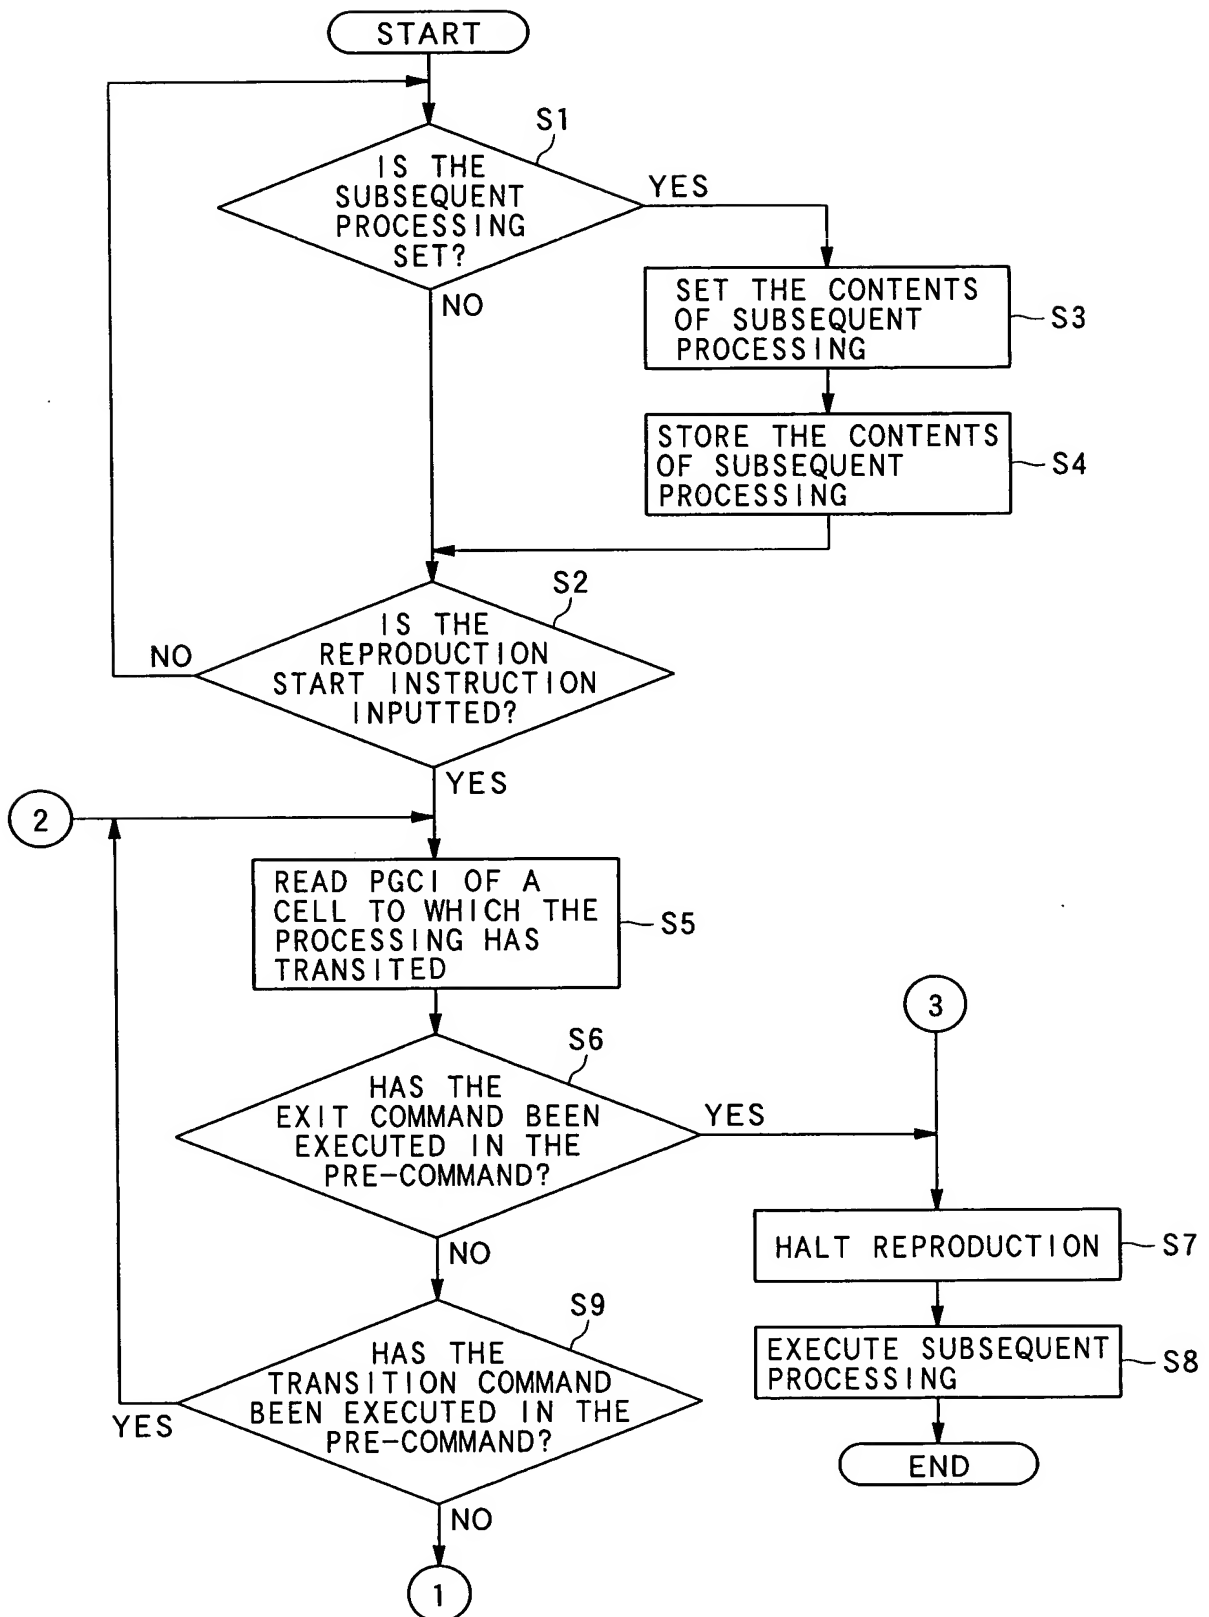 START
S1
IS THE
SUBSEQUENT
PROCESSING
SET?
YES
NO
SET THE CONTENTS
OF SUBSEQUENT
PROCESSING
S3
STORE THE CONTENTS
OF SUBSEQUENT
PROCESSING
S4
S2
IS THE
REPRODUCTION
START INSTRUCTION
INPUTTED?
NO
YES
2
READ PGCI OF A
CELL TO WHICH THE
PROCESSING HAS
TRANSITED
S5
3
S6
HAS THE
EXIT COMMAND BEEN
EXECUTED IN THE
PRE-COMMAND?
YES
NO
HALT REPRODUCTION
S7
S9
HAS THE
TRANSITION COMMAND
BEEN EXECUTED IN THE
PRE-COMMAND?
YES
NO
EXECUTE SUBSEQUENT
PROCESSING
S8
END
1